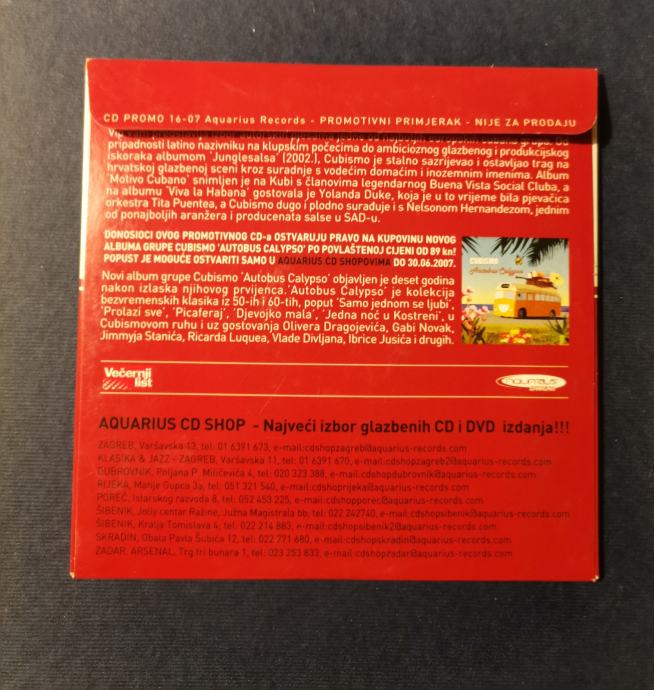 CD PROMO 16-07 Aquarius Records - PROMOTIVNI PRIMJERAK - NIJE ZA PRODAJU
pripadnosti latino nazivniku na klupskim počecima do ambicioznog glazbenog i produkcijskog
iskoraka albumom 'Junglesalsa' (2002.), Cubismo je stalno sazrijevao i ostavljao trag na
hrvatskoj glazbenoj sceni kroz suradnje s vodećim domaćim i inozemnim imenima. Album
'Motivo Cubano' snimljen je na Kubi s članovima legendarnog Buena Vista Social Cluba, a
na albumu 'Viva la Habana' gostovala je Yolanda Duke, koja je u to vrijeme bila pjevačica
orkestra Tita Puentea, a Cubismo dugo i plodno surađuje i s Nelsonom Hernandezom, jednim
od ponajboljih aranžera i producenata salse u SAD-u.
DONOSIOCI OVOG PROMOTIVNOG CD-a OSTVARUJU PRAVO NA KUPOVINU NOVOG
ALBUMA GRUPE CUBISMO 'AUTOBUS CALYPSO' PO POVLAŠTENOJ CIJENI OD 89 kn!
POPUST JE MOGUĆE OSTVARITI SAMO U AQUARIUS CD SHOPOVIMA DO 30.06.2007.
Novi album grupe Cubismo 'Autobus Calypso' objavljen je deset godina
nakon izlaska njihovog prvijenca. 'Autobus Calypso' je kolekcija
bezvremenskih klasika iz 50-ih i 60-tih, poput 'Samo jednom se ljubi',
'Prolazi sve', 'Picaferaj', 'Djevojko mala', 'Jedna noć u Kostreni', u
Cubismovom ruhu i uz gostovanja Olivera Dragojevića, Gabi Novak,
Jimmyja Stanića, Ricarda Luquea, Vlade Divljana, Ibrice Jusića i drugih.
CUBISMO
Autobus Calypso
Večernji
list
AQUARIUS
AQUARIUS CD SHOP - Najveći izbor glazbenih CD i DVD izdanja!!!
ZAGREB, Varšavska 13, tel: 01 6391 673, e-mail:cdshopzagreb@aquarius-records.com
KLASIKA & JAZZ - ZAGREB, Varšavska 11, tel: 01 6391 670, e-mail:cdshopzagreb2@aquarius-records.com
DUBROVNIK, Poljana P. Miličevića 4, tel: 020 323 388, e-mail:cdshopdubrovnik@aquarius-records.com
RIJEKA, Matije Gupca 3a, tel: 051 321 540, e-mail:cdshoprijeka@aquarius-records.com
POREČ, Istarskog razvoda 8, tel: 052 453 225, e-mail:cdshopporec@aquarius-records.com
ŠIBENIK, Jolly centar Ražine, Južna Magistrala bb, tel: 022 242740, e-mail:cdshopsibenik@aquarius-records.com
ŠIBENIK, Kralja Tomislava 4; tel: 022 214 883, e-mail:cdshopsibenik2@aquarius-records.com
SKRADIN, Obala Pavla Šubića 12, tel: 022 771 680, e-mail:cdshopskradin@aquarius-records.com
ZADAR, ARSENAL, Trg tri bunara 1, tel: 023 253 833, e-mail:cdshopzadar@aquarius-records.com